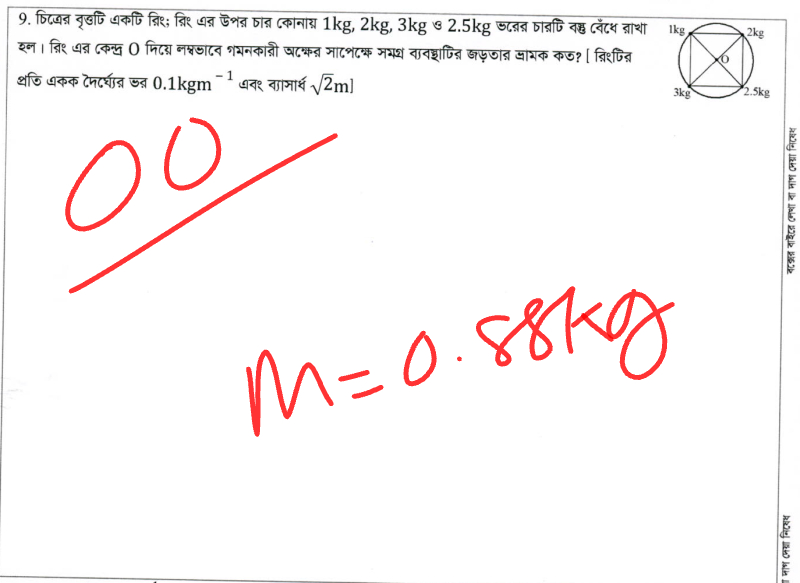 9. চিত্রের বৃত্তটি একটি রিং; রিং এর উপর চার কোনায় 1kg, 2kg, 3kg ও 2.5kg ভরের চারটি বস্তু বেঁধে রাখা
হল। রিং এর কেন্দ্র O দিয়ে লম্বভাবে গমনকারী অক্ষের সাপেক্ষে সমগ্র ব্যবস্থাটির জড়তার ভ্রামক কত? [ রিংটির
প্রতি একক দৈর্ঘ্যের ভর 0.1kgm⁻¹ এবং ব্যাসার্ধ √2m]
1kg
2kg
O
3kg
2.5kg
00
m = 0.88kg
বক্সের বাইরে লেখা বা দাগ দেয়া নিষেধ
া দাগ দেয়া নিষেধ